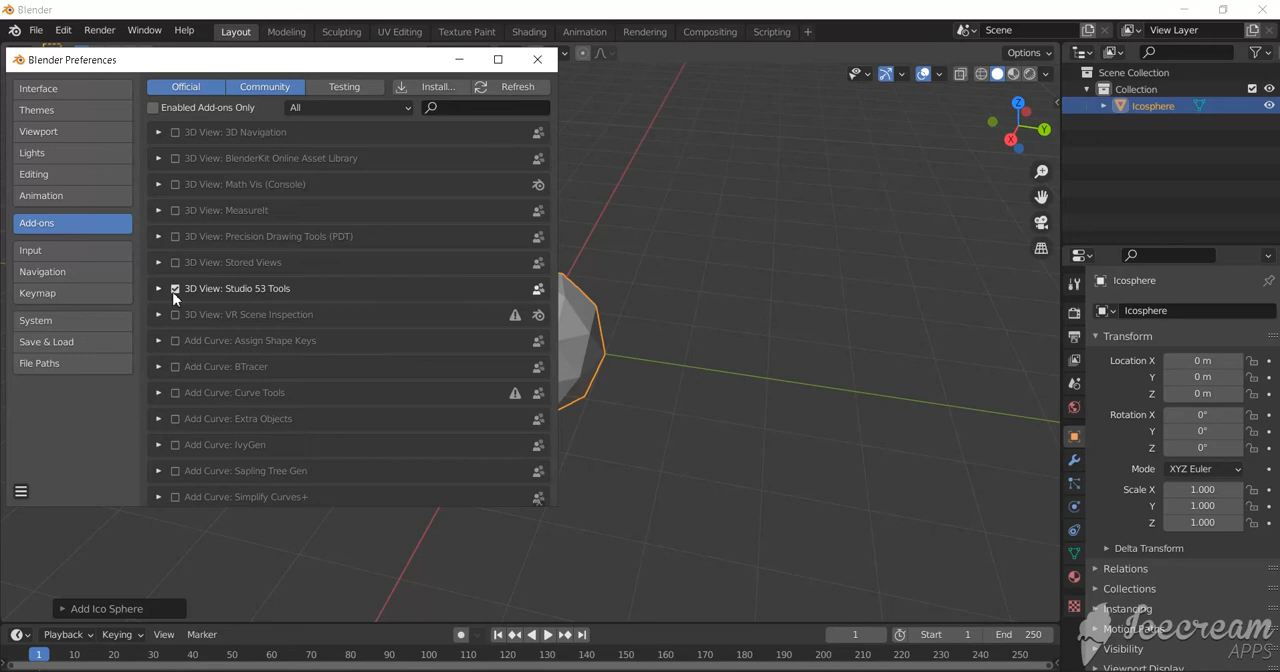 Blender
File Edit Render Window Help Layout Modeling Sculpting UV Editing Texture Paint Shading Animation Rendering Compositing Scripting Scene View Layer
Options
Blender Preferences
Interface
Themes
Viewport
Lights
Editing
Animation
Add-ons
Input
Navigation
Keymap
System
Save & Load
File Paths
Official Community Testing Install... Refresh
Enabled Add-ons Only All
3D View: 3D Navigation
3D View: BlenderKit Online Asset Library
3D View: Math Vis (Console)
3D View: MeasureIt
3D View: Precision Drawing Tools (PDT)
3D View: Stored Views
3D View: Studio 53 Tools
3D View: VR Scene Inspection
Add Curve: Assign Shape Keys
Add Curve: BTracer
Add Curve: Curve Tools
Add Curve: Extra Objects
Add Curve: IvyGen
Add Curve: Sapling Tree Gen
Add Curve: Simplify Curves+
Z
Y
X
Scene Collection
Collection
Icosphere
Icosphere
Icosphere
Transform
Location X 0 m
Y 0 m
Z 0 m
Rotation X 0°
Y 0°
Z 0°
Mode XYZ Euler
Scale X 1.000
Y 1.000
Z 1.000
Delta Transform
Relations
Collections
Instancing
Motion Paths
Visibility
Viewport Display
Add Ico Sphere
Playback Keying View Marker 1 Start 1 End 250
1 10 20 30 40 50 60 70 80 90 100 110 120 130 140 150 160 170 180 190 200 210 220 230 240 250
Icecream
APPS